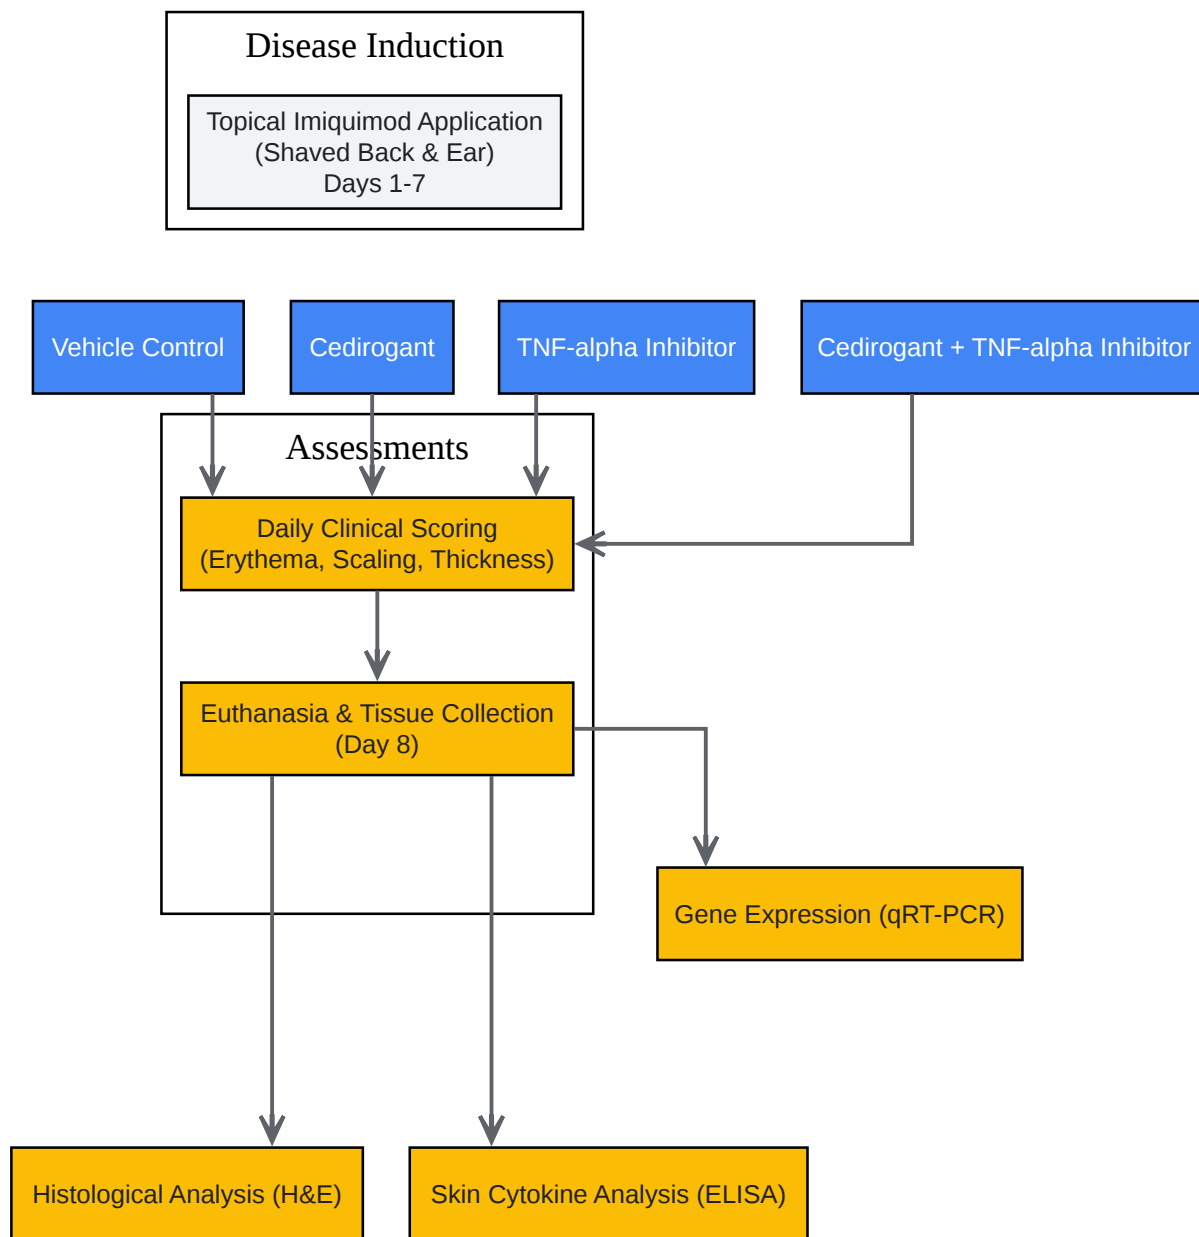 Disease Induction
Topical Imiquimod Application
(Shaved Back & Ear)
Days 1-7
Vehicle Control
Cedirogant
TNF-alpha Inhibitor
Cedirogant + TNF-alpha Inhibitor
Assessments
Daily Clinical Scoring
(Erythema, Scaling, Thickness)
Euthanasia & Tissue Collection
(Day 8)
Gene Expression (qRT-PCR)
Histological Analysis (H&E)
Skin Cytokine Analysis (ELISA)